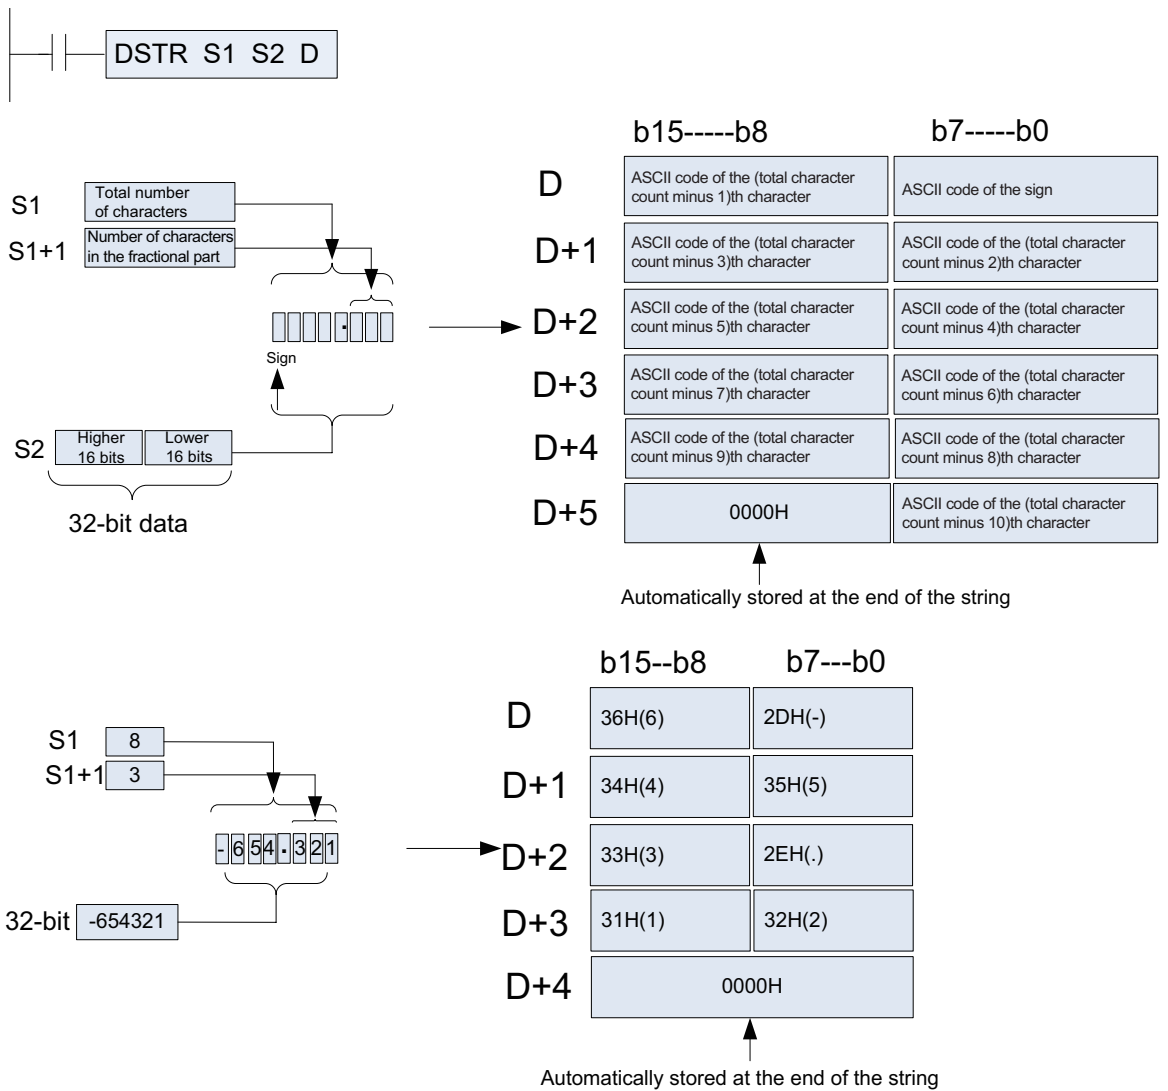 DSTR S1 S2 D
b15-----b8 b7-----b0
S1
Total number
of characters
S1+1
Number of characters
in the fractional part
.
Sign
S2
Higher
16 bits
Lower
16 bits
32-bit data
D
ASCII code of the (total character
count minus 1)th character
ASCII code of the sign
D+1
ASCII code of the (total character
count minus 3)th character
ASCII code of the (total character
count minus 2)th character
D+2
ASCII code of the (total character
count minus 5)th character
ASCII code of the (total character
count minus 4)th character
D+3
ASCII code of the (total character
count minus 7)th character
ASCII code of the (total character
count minus 6)th character
D+4
ASCII code of the (total character
count minus 9)th character
ASCII code of the (total character
count minus 8)th character
D+5
0000H
ASCII code of the (total character
count minus 10)th character
Automatically stored at the end of the string
b15--b8 b7---b0
S1 8
S1+1 3
-654.321
32-bit -654321
D 36H(6) 2DH(-)
D+1 34H(4) 35H(5)
D+2 33H(3) 2EH(.)
D+3 31H(1) 32H(2)
D+4 0000H
Automatically stored at the end of the string